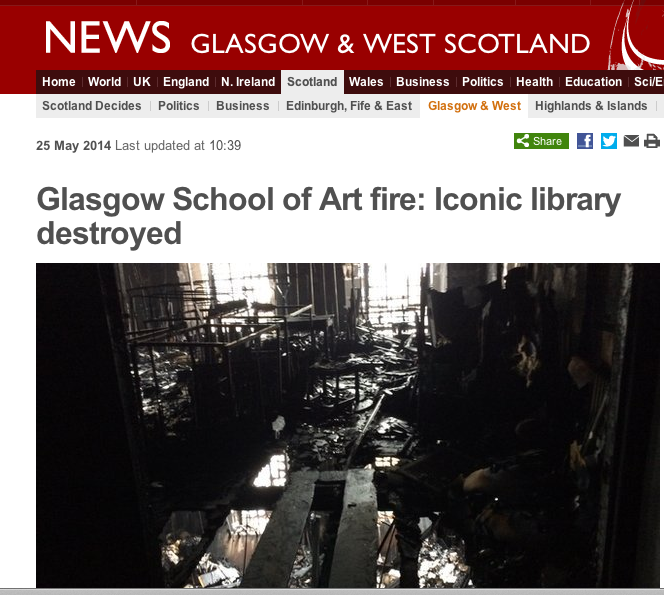 NEWS GLASGOW & WEST SCOTLAND
Home World UK England N. Ireland Scotland Wales Business Politics Health Education Sci/E
Scotland Decides Politics Business Edinburgh, Fife & East Glasgow & West Highlands & Islands
25 May 2014 Last updated at 10:39 Share
Glasgow School of Art fire: Iconic library
destroyed